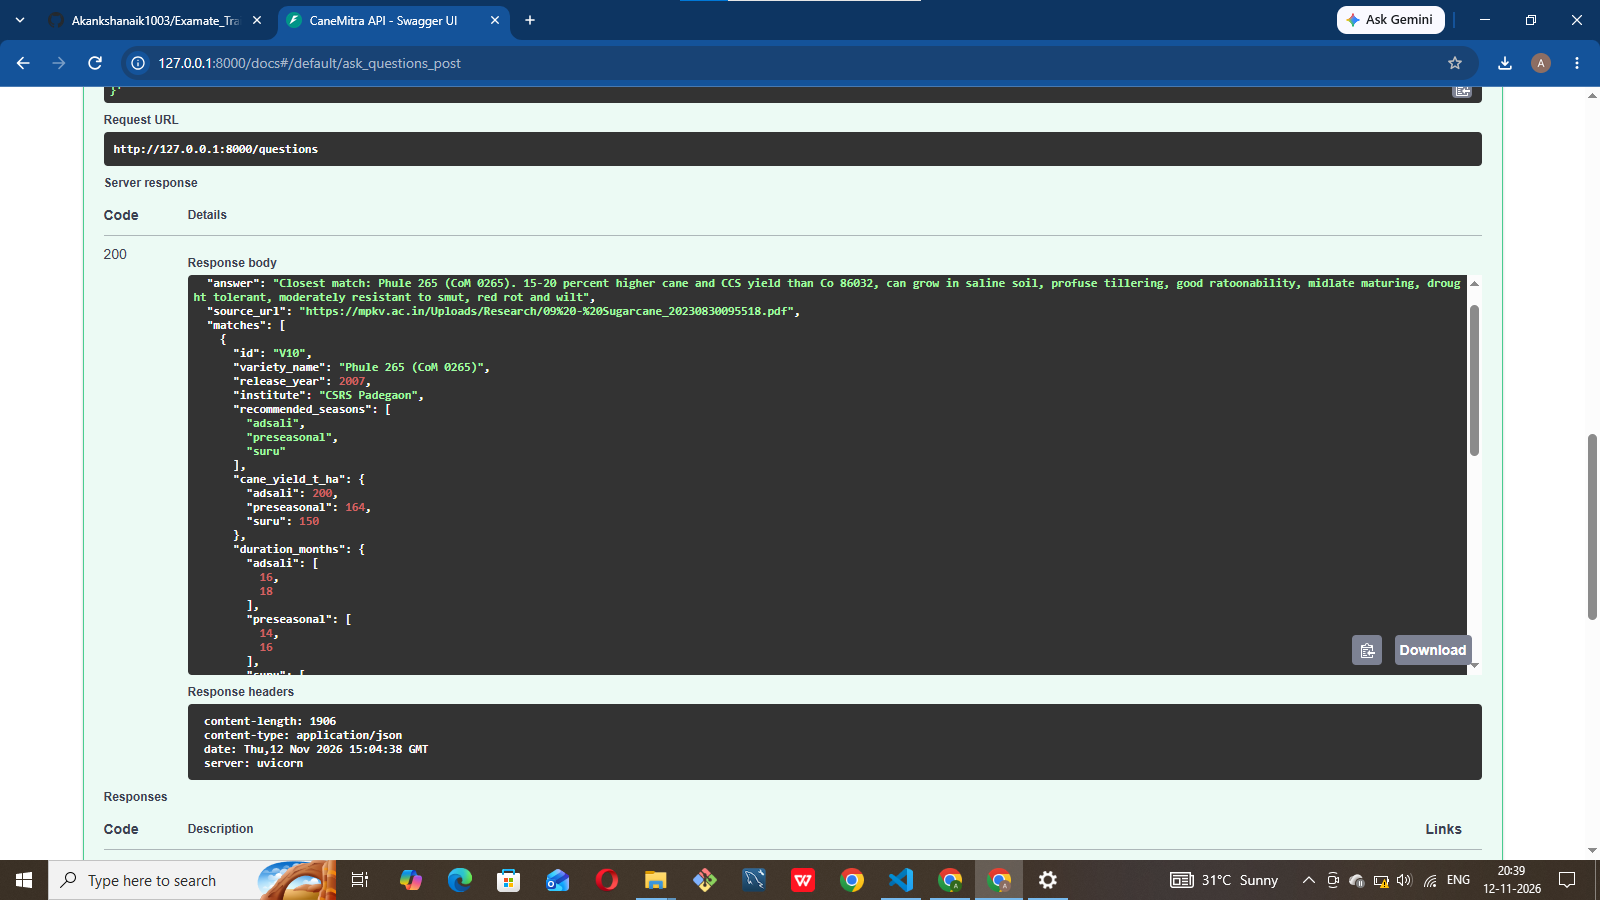 Akankshanaik1003/Examate_Tra
CaneMitra API - Swagger UI
Ask Gemini
127.0.0.1:8000/docs#/default/ask_questions_post
A
}'
Request URL
http://127.0.0.1:8000/questions
Server response
Code Details
200
Response body
"answer": "Closest match: Phule 265 (CoM 0265). 15-20 percent higher cane and CCS yield than Co 86032, can grow in saline soil, profuse tillering, good ratoonability, midlate maturing, droug
ht tolerant, moderately resistant to smut, red rot and wilt",
"source_url": "https://mpkv.ac.in/Uploads/Research/09%20-%20Sugarcane_20230830095518.pdf",
"matches": [
{
"id": "V10",
"variety_name": "Phule 265 (CoM 0265)",
"release_year": 2007,
"institute": "CSRS Padegaon",
"recommended_seasons": [
"adsali",
"preseasonal",
"suru"
],
"cane_yield_t_ha": {
"adsali": 200,
"preseasonal": 164,
"suru": 150
},
"duration_months": {
"adsali": [
16,
18
],
"preseasonal": [
14,
16
],
"suru": [
Download
Response headers
content-length: 1906
content-type: application/json
date: Thu,12 Nov 2026 15:04:38 GMT
server: uvicorn
Responses
Code Description Links
Type here to search
31°C Sunny
ENG
20:39
12-11-2026